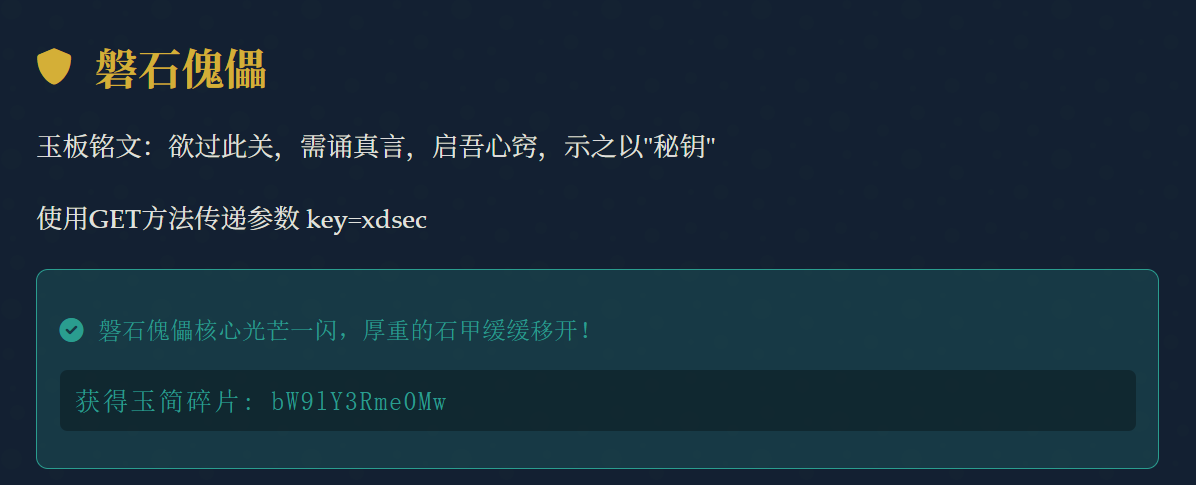 磐石傀儡
玉板铭文：欲过此关，需诵真言，启吾心窍，示之以"秘钥"
使用GET方法传递参数 key=xdsec
磐石傀儡核心光芒一闪，厚重的石甲缓缓移开！
获得玉简碎片: bW9lY3Rme0Mw